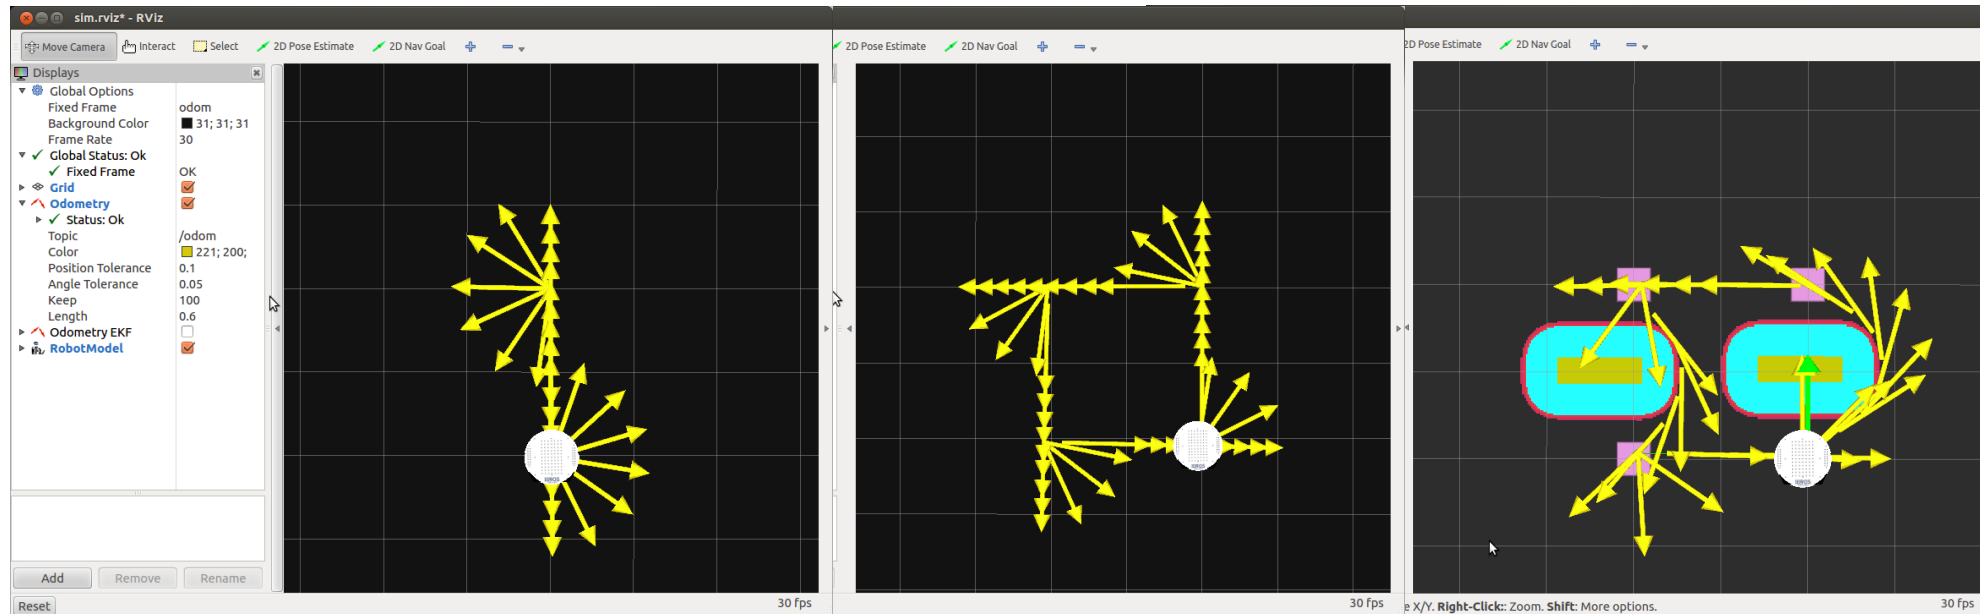 sim.rviz* - RViz
Move Camera Interact Select 2D Pose Estimate 2D Nav Goal
2D Pose Estimate 2D Nav Goal
2D Pose Estimate 2D Nav Goal
Displays
Global Options
Fixed Frame odom
Background Color 31; 31; 31
Frame Rate 30
Global Status: Ok
Fixed Frame OK
Grid
Odometry
Status: Ok
Topic /odom
Color 221; 200;
Position Tolerance 0.1
Angle Tolerance 0.05
Keep 100
Length 0.6
Odometry EKF
RobotModel
Add Remove Rename
Reset
30 fps
30 fps
e X/Y. Right-Click:: Zoom. Shift: More options.
30 fps